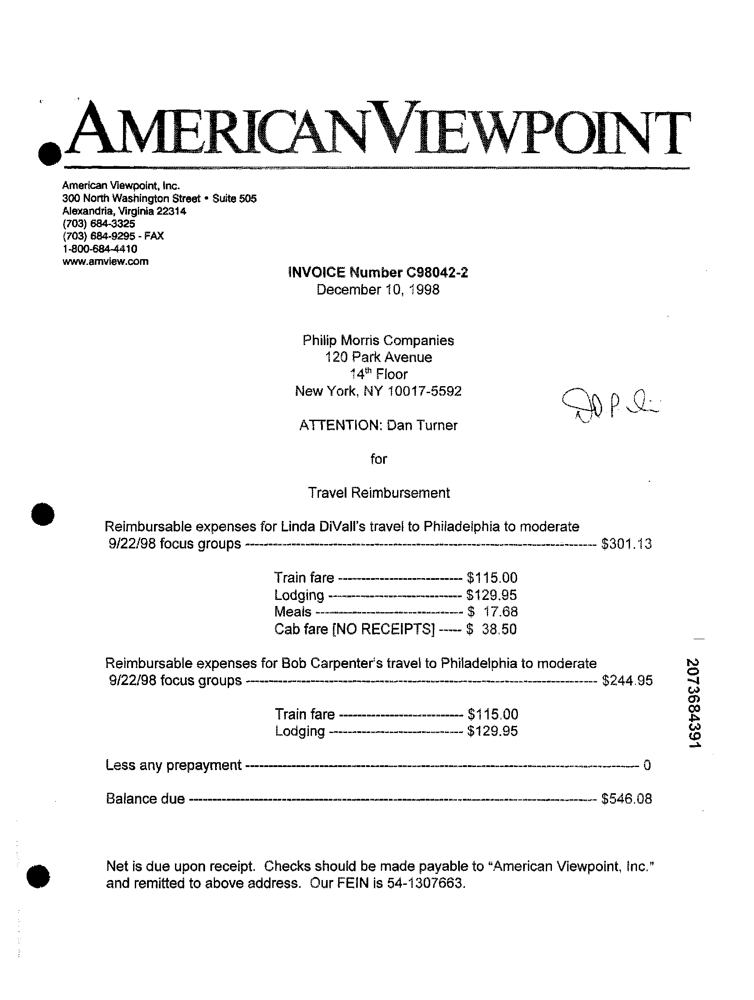 AMERICAN VIEWPOINT
American Viewpoint, Inc.
300 North Washington Street • Suite 505
Alexandria, Virginia 22314
(703) 684-3325
(703) 684-9295 - FAX
1-800-684-4410
www.amview.com
INVOICE Number C98042-2
December 10, 1998
Philip Morris Companies
120 Park Avenue
14th Floor
New York, NY 10017-5592
ATTENTION: Dan Turner
for
Travel Reimbursement
Reimbursable expenses for Linda DiVall's travel to Philadelphia to moderate
9/22/98 focus groups ---------- $301.13
Train fare ---------- $115.00
Lodging ---------- $129.95
Meals ---------- $ 17.68
Cab fare [NO RECEIPTS] ----- $ 38.50
Reimbursable expenses for Bob Carpenter's travel to Philadelphia to moderate
9/22/98 focus groups ---------- $244.95
Train fare ---------- $115.00
Lodging ---------- $129.95
Less any prepayment ---------- 0
Balance due ---------- $546.08
Net is due upon receipt. Checks should be made payable to "American Viewpoint, Inc."
and remitted to above address. Our FEIN is 54-1307663.
2073684391